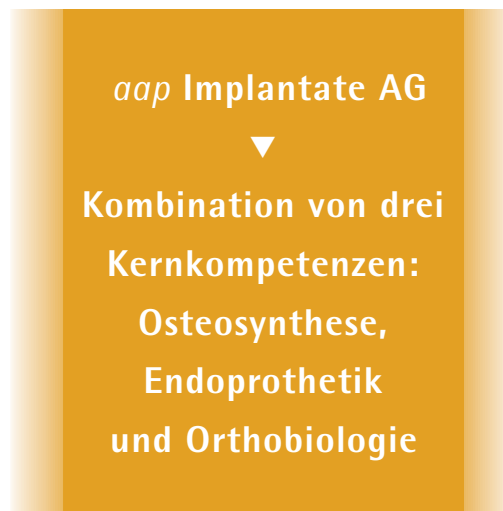 aap Implantate AG
▼
Kombination von drei
Kernkompetenzen:
Osteosynthese,
Endoprothetik
und Orthobiologie